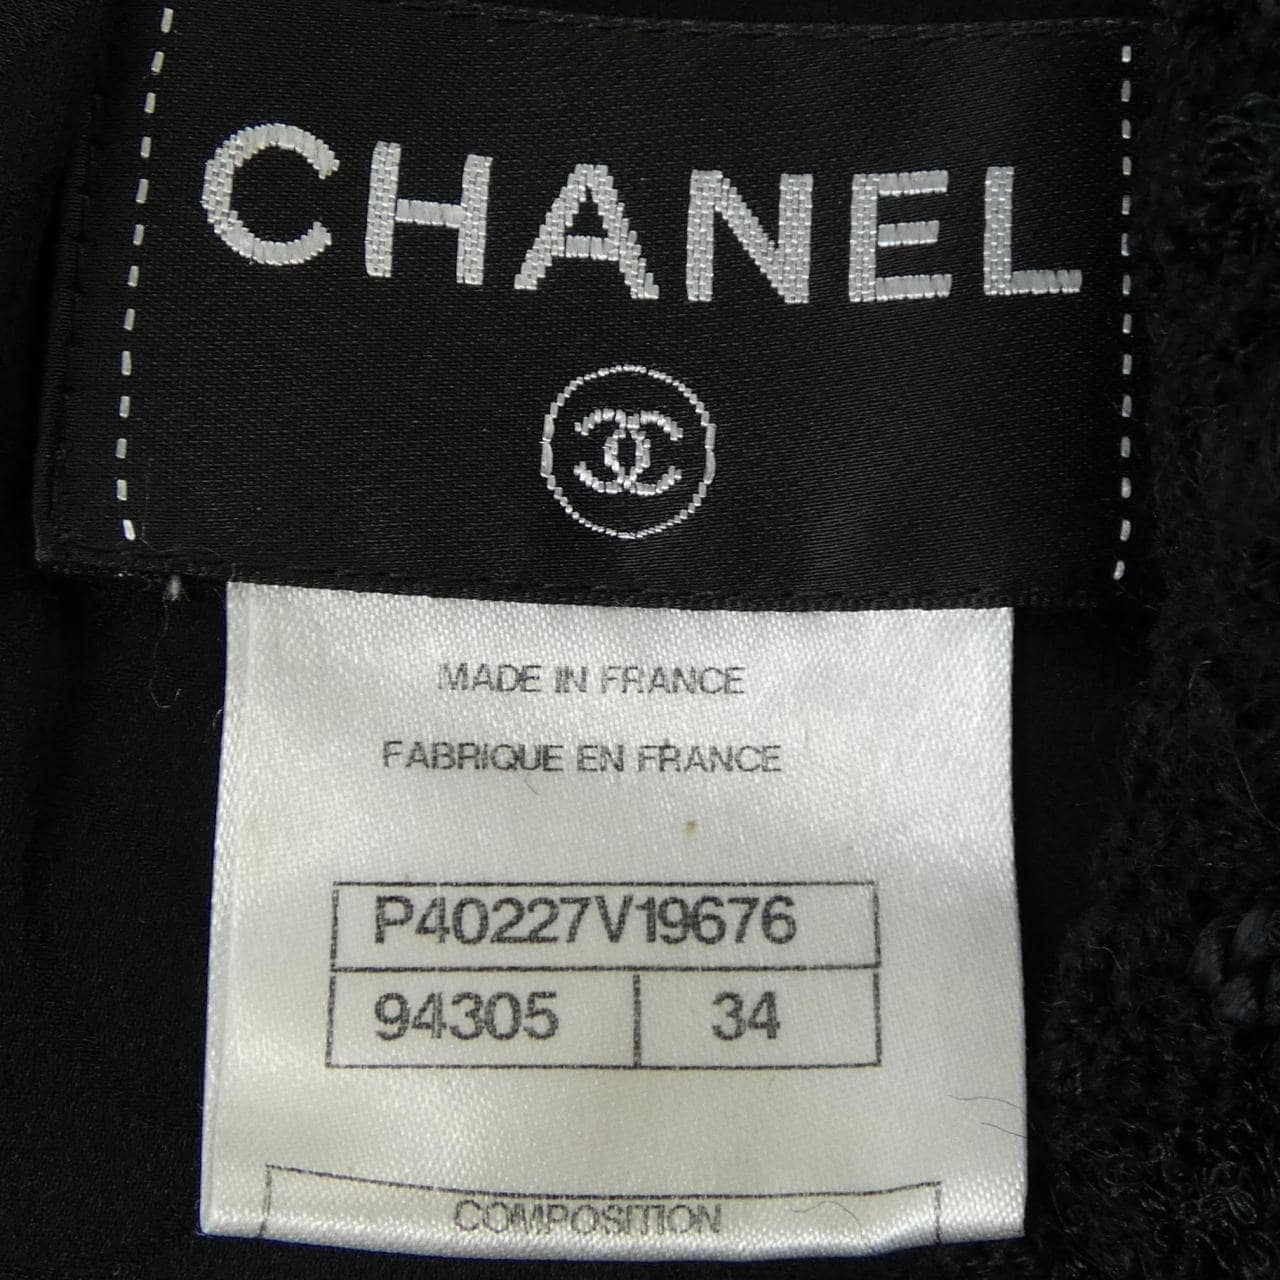 CHANEL
MADE IN FRANCE
FABRIQUE EN FRANCE
P40227V19676
94305 34
COMPOSITION